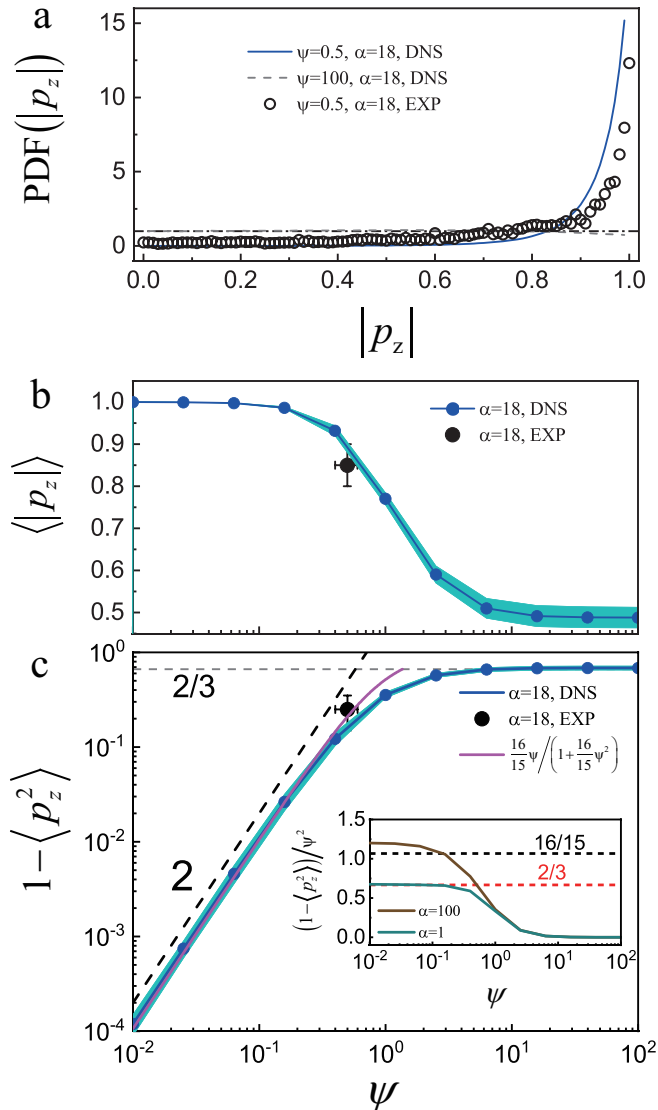 a
PDF(|p_z|)
15
10
5
0
ψ=0.5, α=18, DNS
ψ=100, α=18, DNS
ψ=0.5, α=18, EXP
0.0 0.2 0.4 0.6 0.8 1.0
|p_z|
b
⟨|p_z|⟩
1.0
0.9
0.8
0.7
0.6
0.5
α=18, DNS
α=18, EXP
c
1-⟨p_z^2⟩
10^0
10^-1
10^-2
10^-3
10^-4
2/3
2
α=18, DNS
α=18, EXP
16/15 ψ/(1+16/15 ψ^2)
(1-⟨p_z^2⟩)/ψ^2
1.5
1.0
0.5
0.0
16/15
2/3
α=100
α=1
10^-2 10^-1 10^0 10^1 10^2
ψ
10^-2 10^-1 10^0 10^1 10^2
ψ